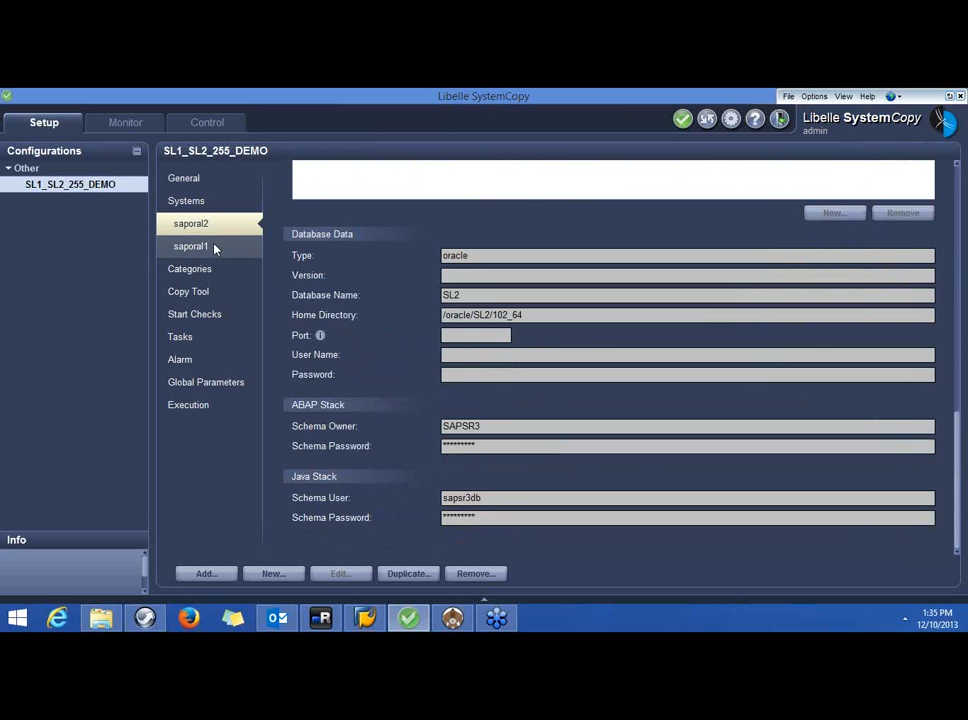 Libelle SystemCopy
File Options View Help
Setup Monitor Control
Libelle SystemCopy
admin
Configurations
SL1_SL2_255_DEMO
Other
SL1_SL2_255_DEMO
General
Systems
saporal2
saporal1
Categories
Copy Tool
Start Checks
Tasks
Alarm
Global Parameters
Execution
New... Remove
Database Data
Type: oracle
Version:
Database Name: SL2
Home Directory: /oracle/SL2/102_64
Port:
User Name:
Password:
ABAP Stack
Schema Owner: SAPSR3
Schema Password: *********
Java Stack
Schema User: sapsr3db
Schema Password: *********
Info
Add... New... Edit... Duplicate... Remove...
1:35 PM
12/10/2013